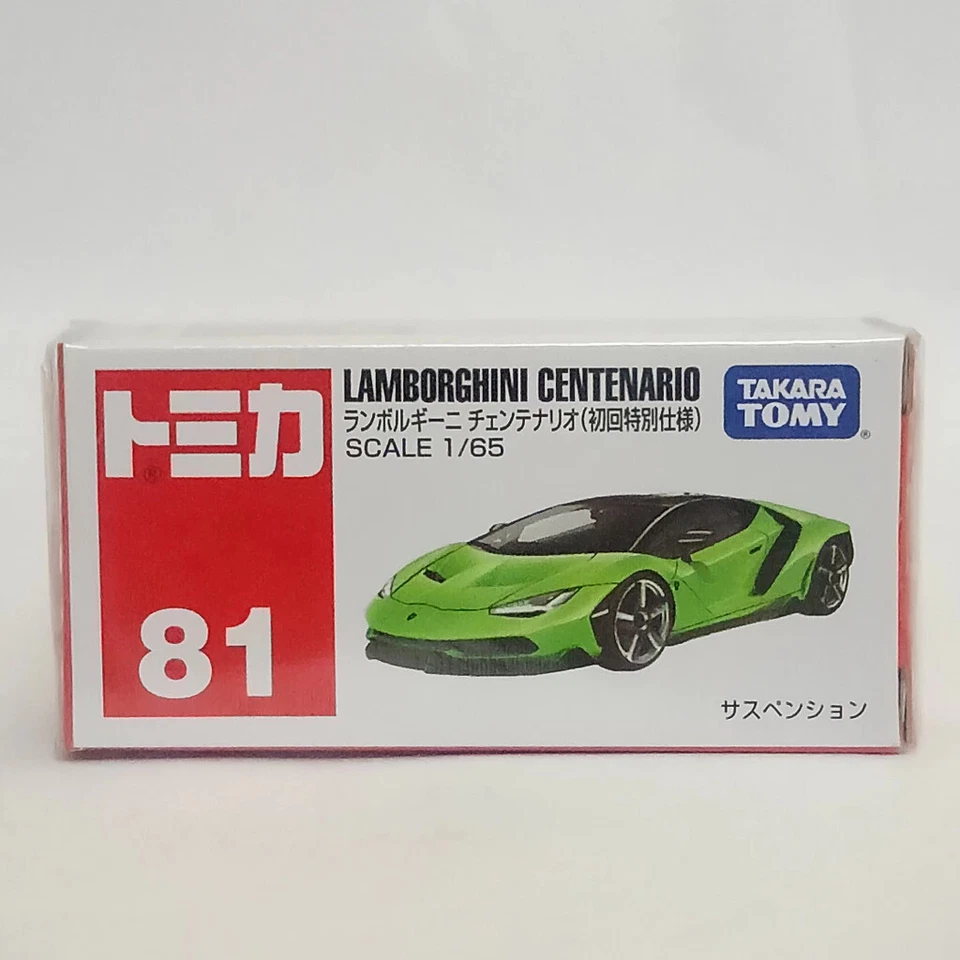 トミカ
®
81
LAMBORGHINI CENTENARIO
ランボルギーニ チェンテナリオ(初回特別仕様)
SCALE 1/65
TAKARA
TOMY
®
サスペンション